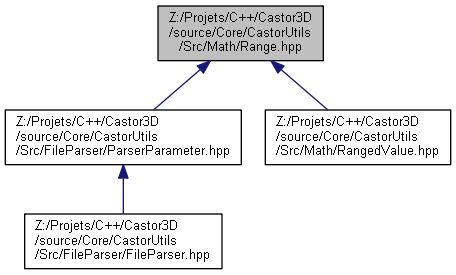 Z:/Projets/C++/Castor3D
/source/Core/CastorUtils
/Src/Math/Range.hpp
Z:/Projets/C++/Castor3D
/source/Core/CastorUtils
/Src/FileParser/ParserParameter.hpp
Z:/Projets/C++/Castor3D
/source/Core/CastorUtils
/Src/Math/RangedValue.hpp
Z:/Projets/C++/Castor3D
/source/Core/CastorUtils
/Src/FileParser/FileParser.hpp